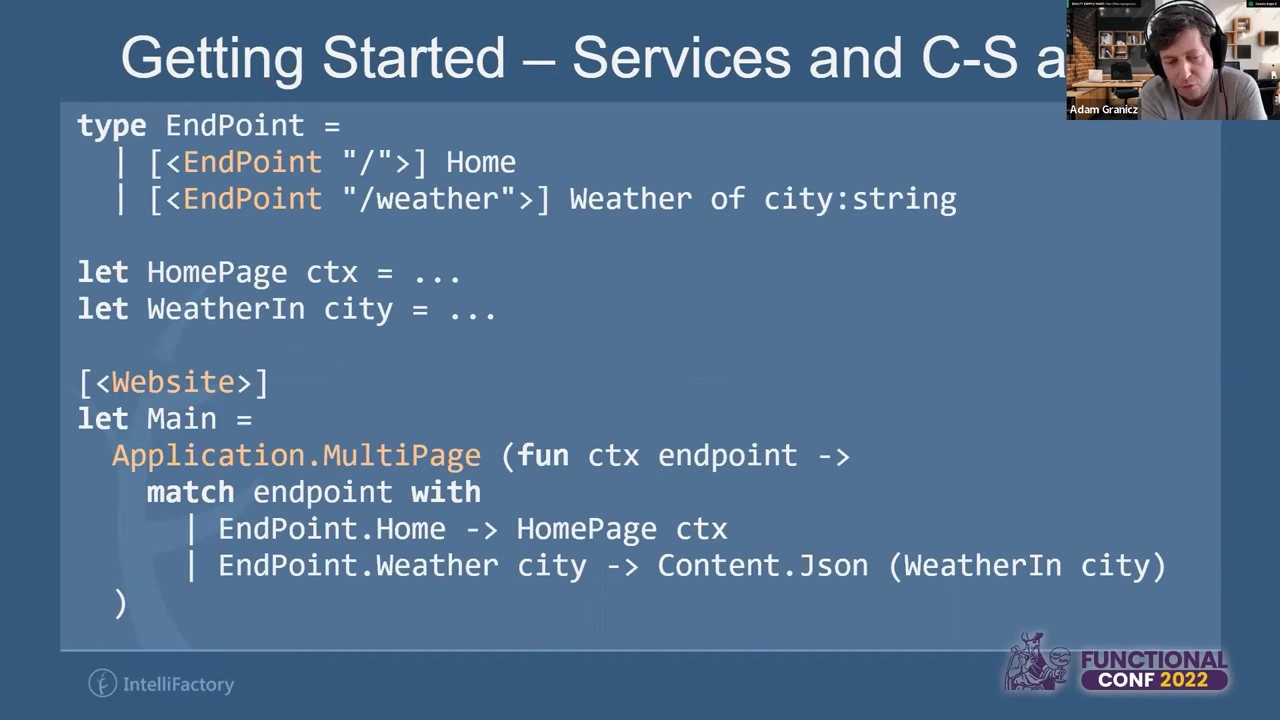 Getting Started – Services and C-S a
Adam Granicz
type EndPoint =
| [<EndPoint "/">] Home
| [<EndPoint "/weather">] Weather of city:string
let HomePage ctx = ...
let WeatherIn city = ...
[<Website>]
let Main =
Application.MultiPage (fun ctx endpoint ->
match endpoint with
| EndPoint.Home -> HomePage ctx
| EndPoint.Weather city -> Content.Json (WeatherIn city)
)
IntelliFactory
FUNCTIONAL
CONF 2022